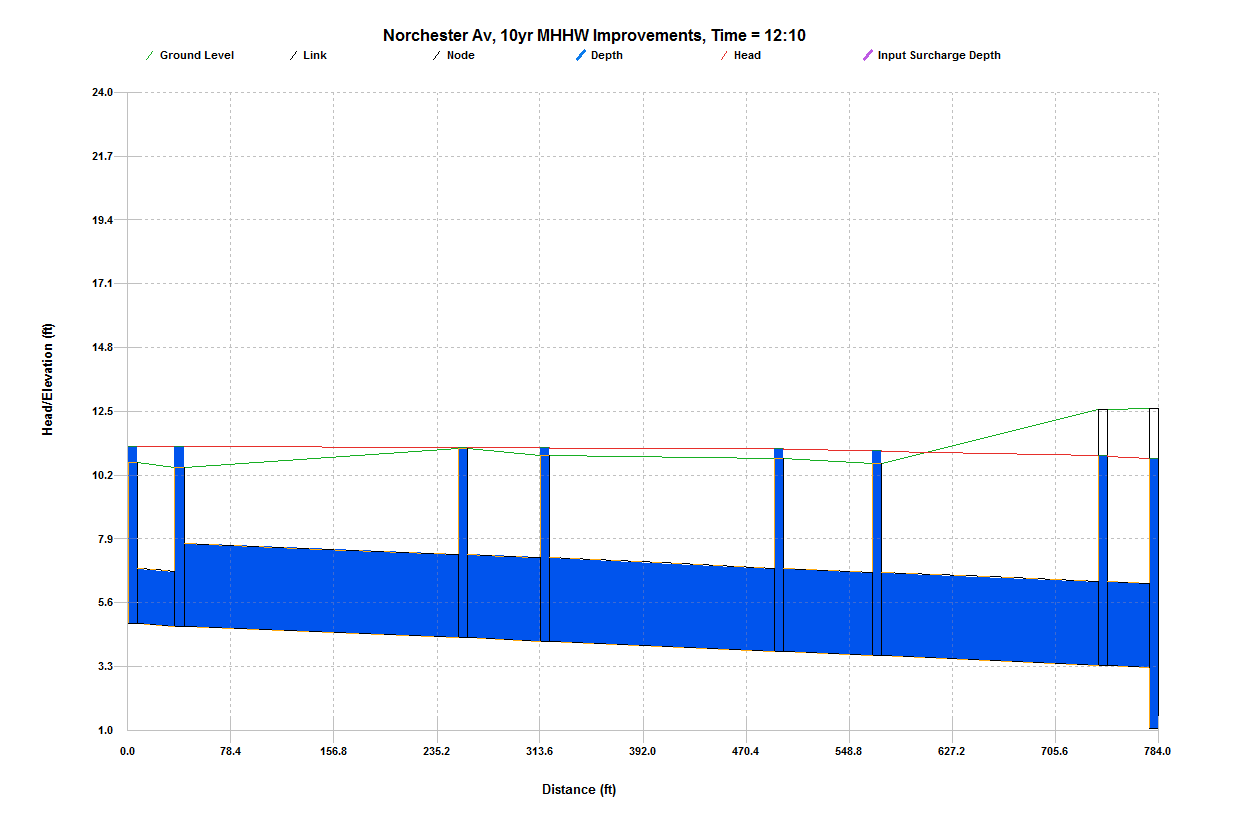 Norchester Av, 10yr MHHW Improvements, Time = 12:10
Ground Level Link Node Depth Head Input Surcharge Depth
24.0
21.7
19.4
17.1
14.8
12.5
10.2
7.9
5.6
3.3
1.0
Head/Elevation (ft)
0.0 78.4 156.8 235.2 313.6 392.0 470.4 548.8 627.2 705.6 784.0
Distance (ft)